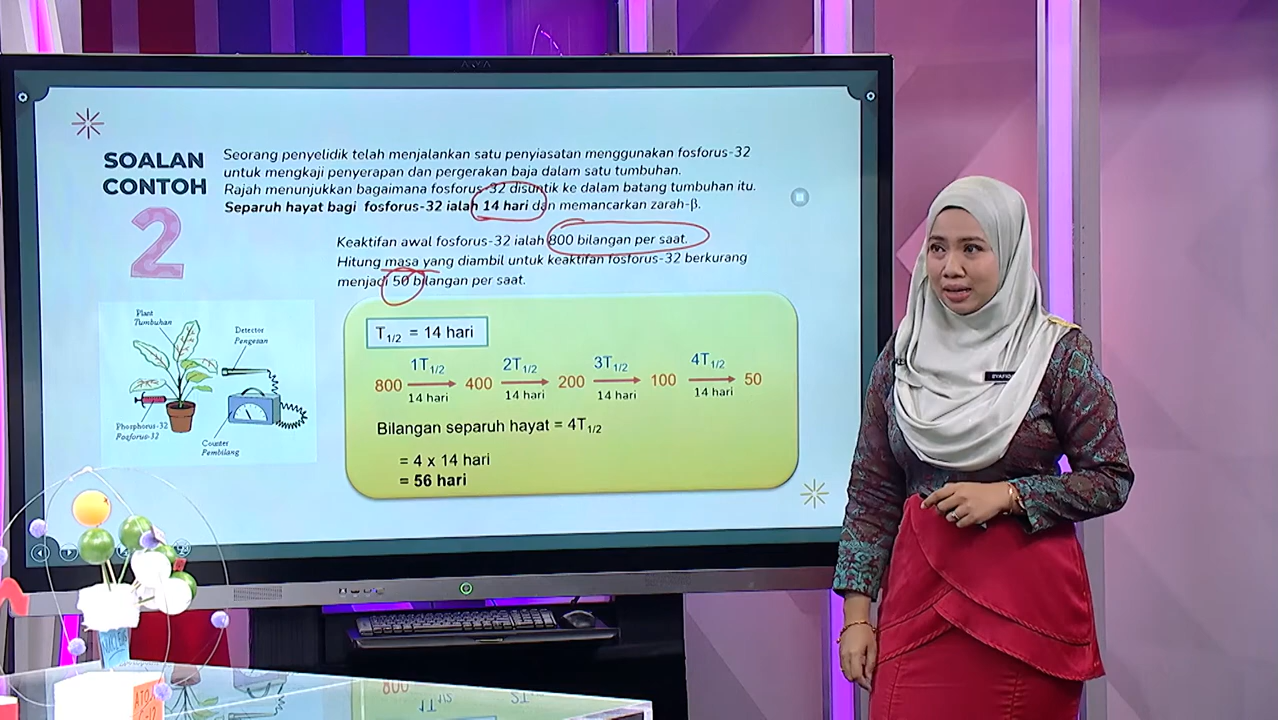 SOALAN
CONTOH
2
Seorang penyelidik telah menjalankan satu penyiasatan menggunakan fosforus-32
untuk mengkaji penyerapan dan pergerakan baja dalam satu tumbuhan.
Rajah menunjukkan bagaimana fosforus-32 disuntik ke dalam batang tumbuhan itu.
Separuh hayat bagi fosforus-32 ialah 14 hari dan memancarkan zarah-β.
Keaktifan awal fosforus-32 ialah 800 bilangan per saat.
Hitung masa yang diambil untuk keaktifan fosforus-32 berkurang
menjadi 50 bilangan per saat.
Plant
Tumbuhan
Detector
Pengesan
Phosphorus-32
Fosforus-32
Counter
Pembilang
T1/2 = 14 hari
1T1/2 2T1/2 3T1/2 4T1/2
800 400 200 100 50
14 hari 14 hari 14 hari 14 hari
Bilangan separuh hayat = 4T1/2
= 4 x 14 hari
= 56 hari